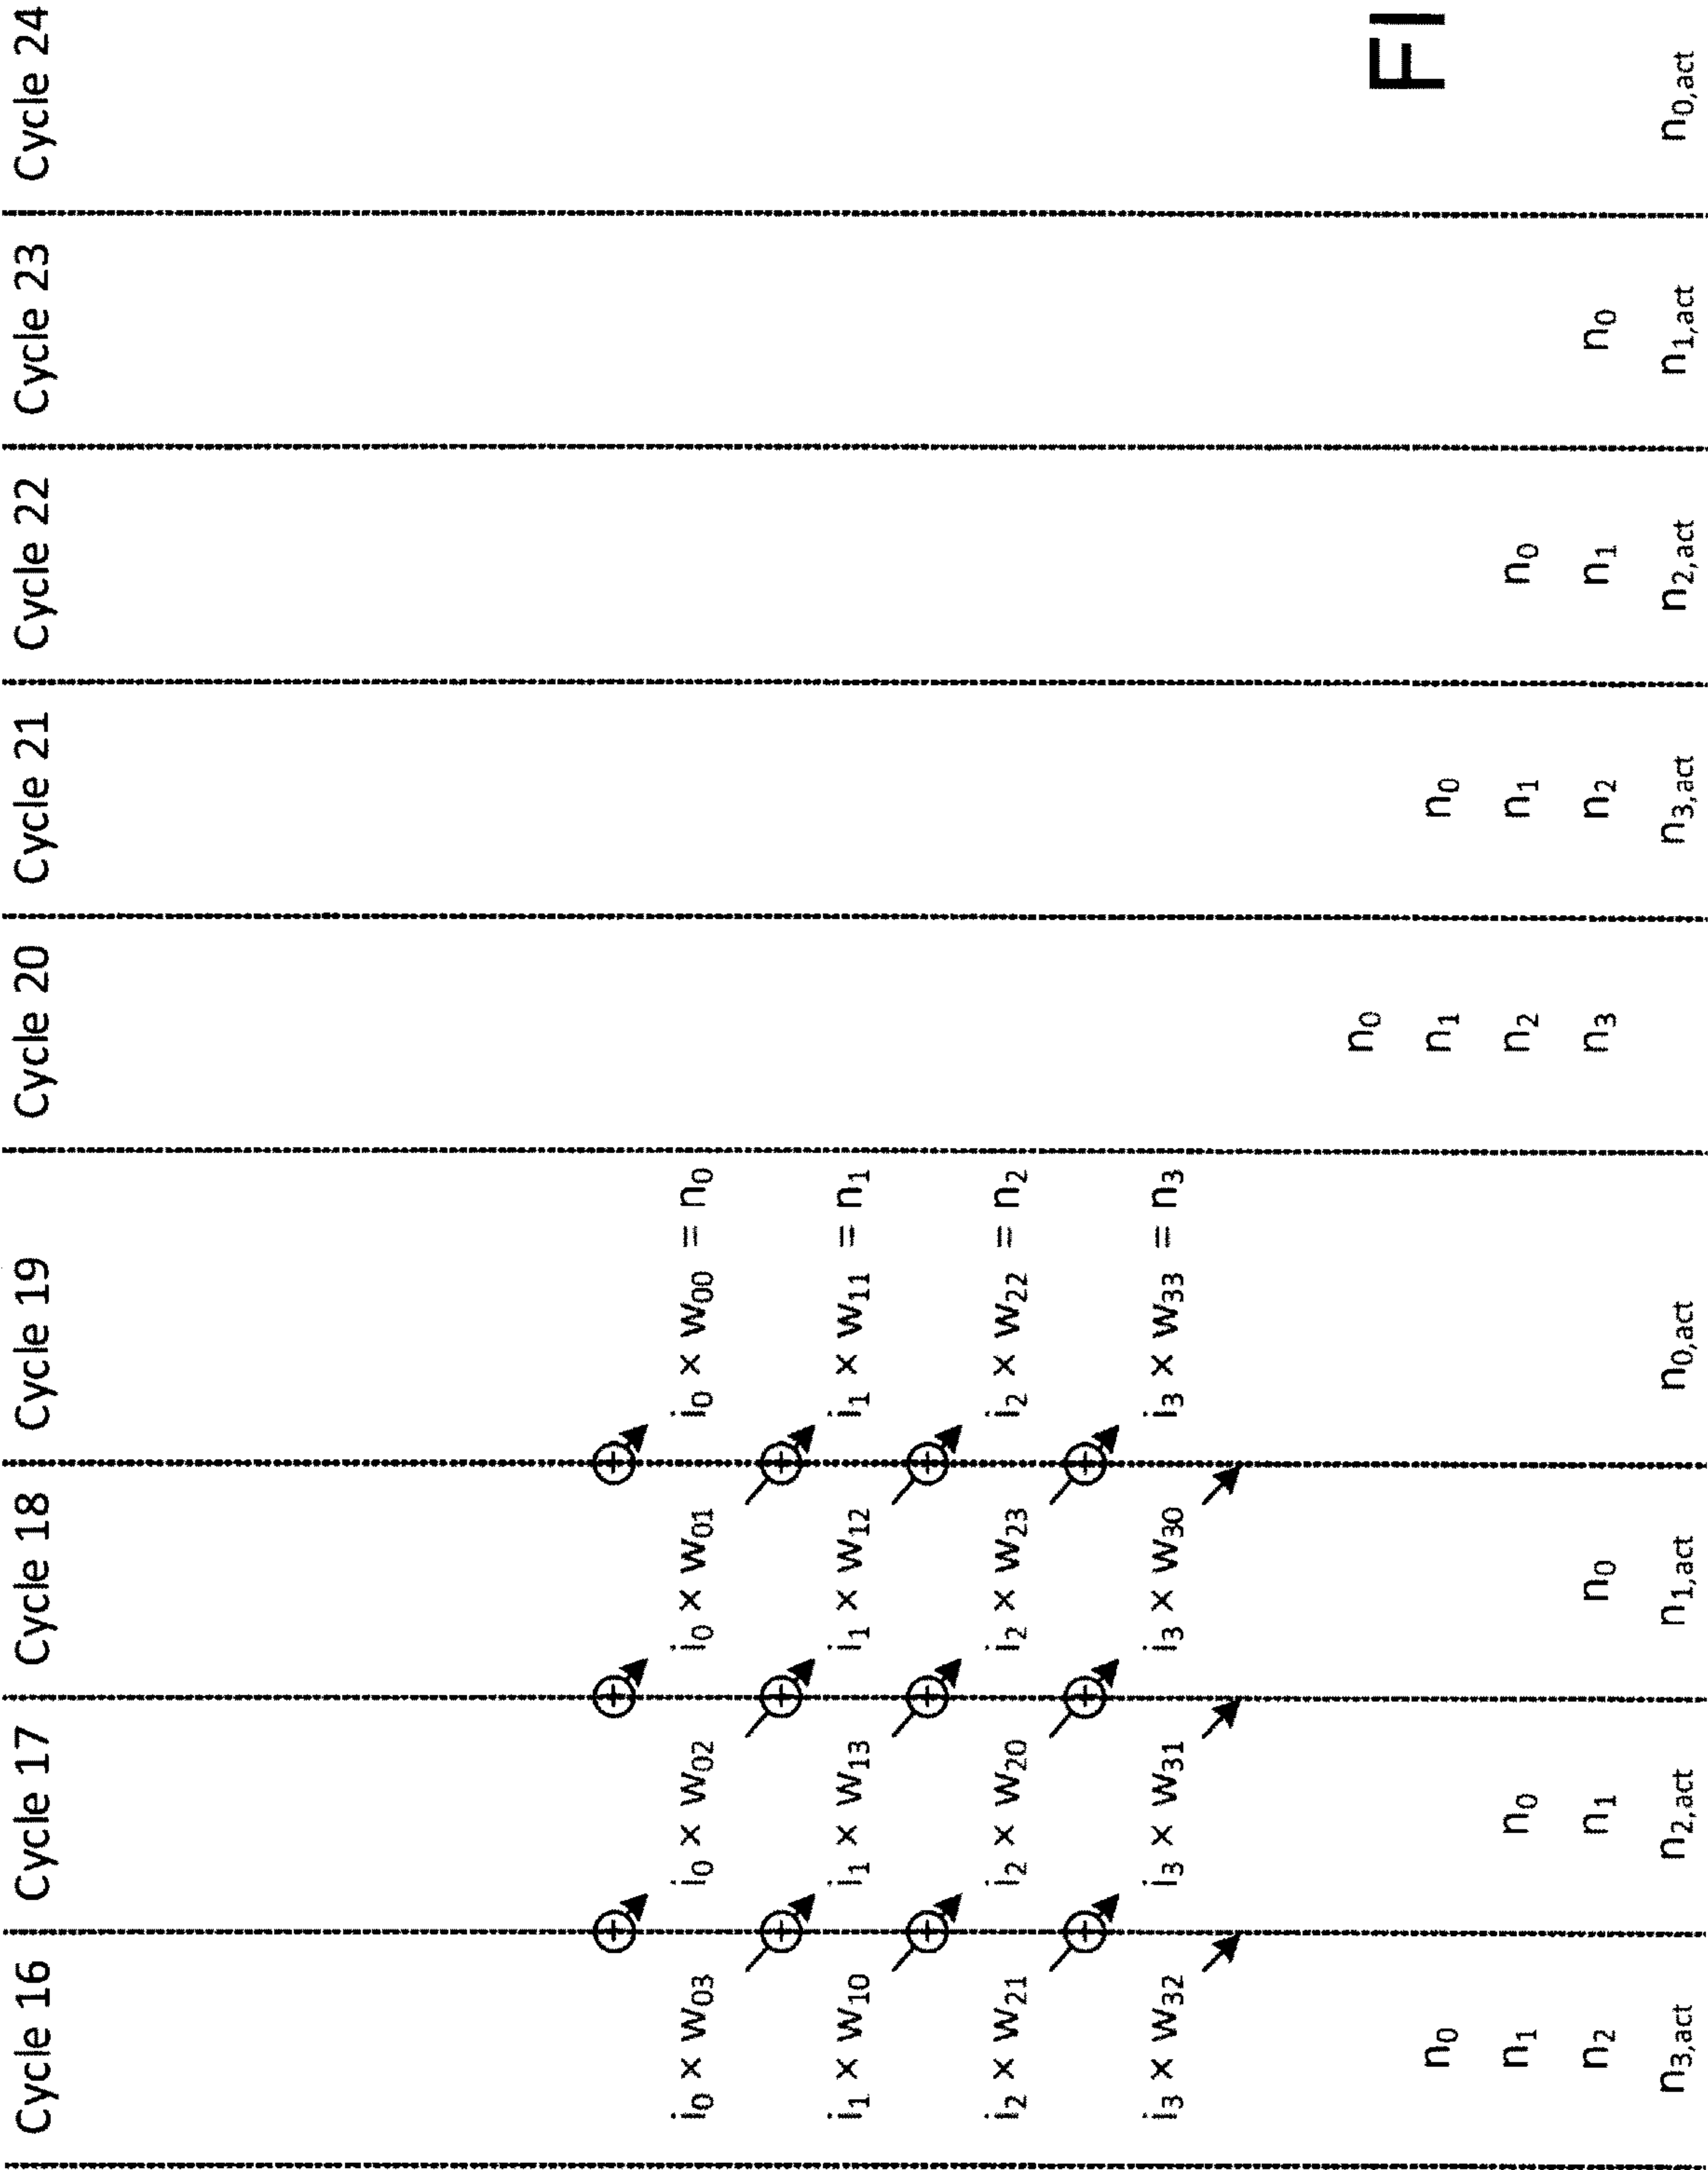 Cycle 16 Cycle 17 Cycle 18 Cycle 19 Cycle 20 Cycle 21 Cycle 22 Cycle 23 Cycle 24
i₀ × w₀₃ i₀ × w₀₂ i₀ × w₀₁ i₀ × w₀₀ = n₀
i₁ × w₁₀ i₁ × w₁₃ i₁ × w₁₂ i₁ × w₁₁ = n₁
i₂ × w₂₁ i₂ × w₂₀ i₂ × w₂₃ i₂ × w₂₂ = n₂
i₃ × w₃₂ i₃ × w₃₁ i₃ × w₃₀ i₃ × w₃₃ = n₃
n₀
FI
n₀ n₁ n₀
n₁ n₀ n₂ n₁ n₀
n₂ n₁ n₀ n₃ n₂ n₁ n₀
n₃,act n₂,act n₁,act n₀,act n₃,act n₂,act n₁,act n₀,act